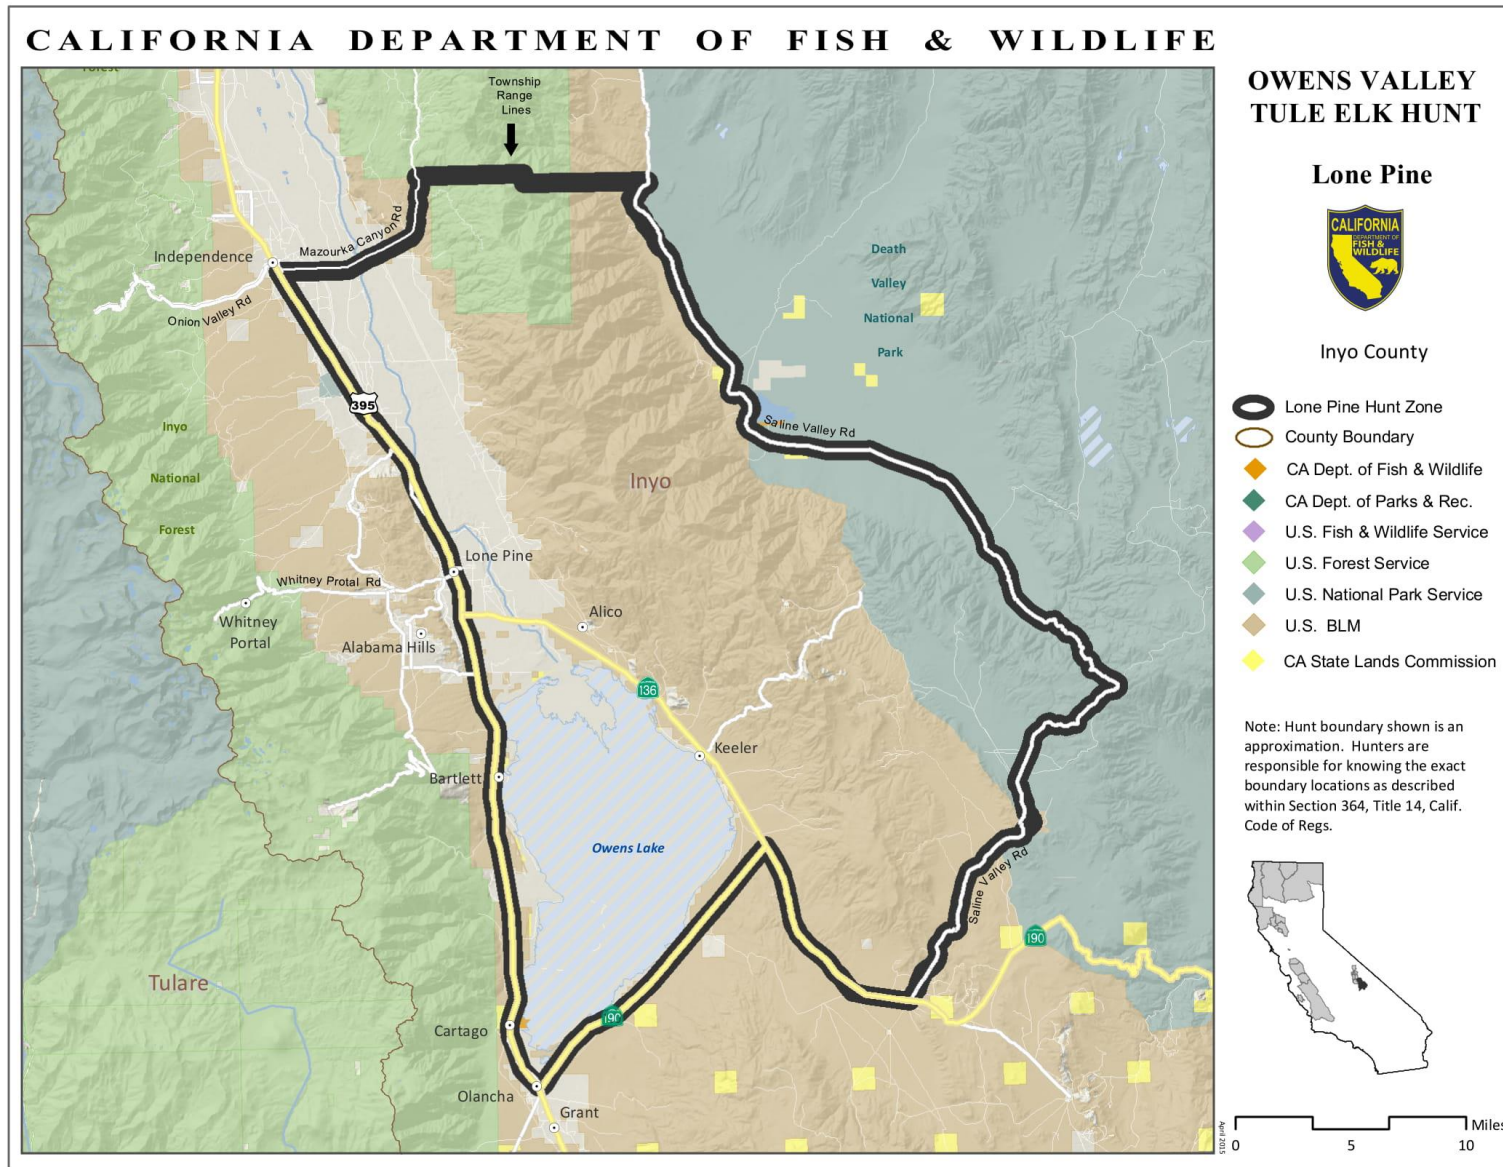 CALIFORNIA DEPARTMENT OF FISH & WILDLIFE
OWENS VALLEY
TULE ELK HUNT
Lone Pine
CALIFORNIA
DEPARTMENT OF
FISH &
WILDLIFE
Inyo County
Lone Pine Hunt Zone
County Boundary
CA Dept. of Fish & Wildlife
CA Dept. of Parks & Rec.
U.S. Fish & Wildlife Service
U.S. Forest Service
U.S. National Park Service
U.S. BLM
CA State Lands Commission
Note: Hunt boundary shown is an
approximation. Hunters are
responsible for knowing the exact
boundary locations as described
within Section 364, Title 14, Calif.
Code of Regs.
Miles
0
5
10
April 2015
Forest
Township
Range
Lines
Mazourka Canyon Rd
Independence
Onion Valley Rd
Death
Valley
National
Park
395
Saline Valley Rd
Inyo
National
Forest
Inyo
Lone Pine
Whitney Protal Rd
Whitney
Portal
Alico
Alabama Hills
136
Keeler
Bartlett
Owens Lake
Saline Valley Rd
190
Tulare
190
Cartago
Olancha
Grant